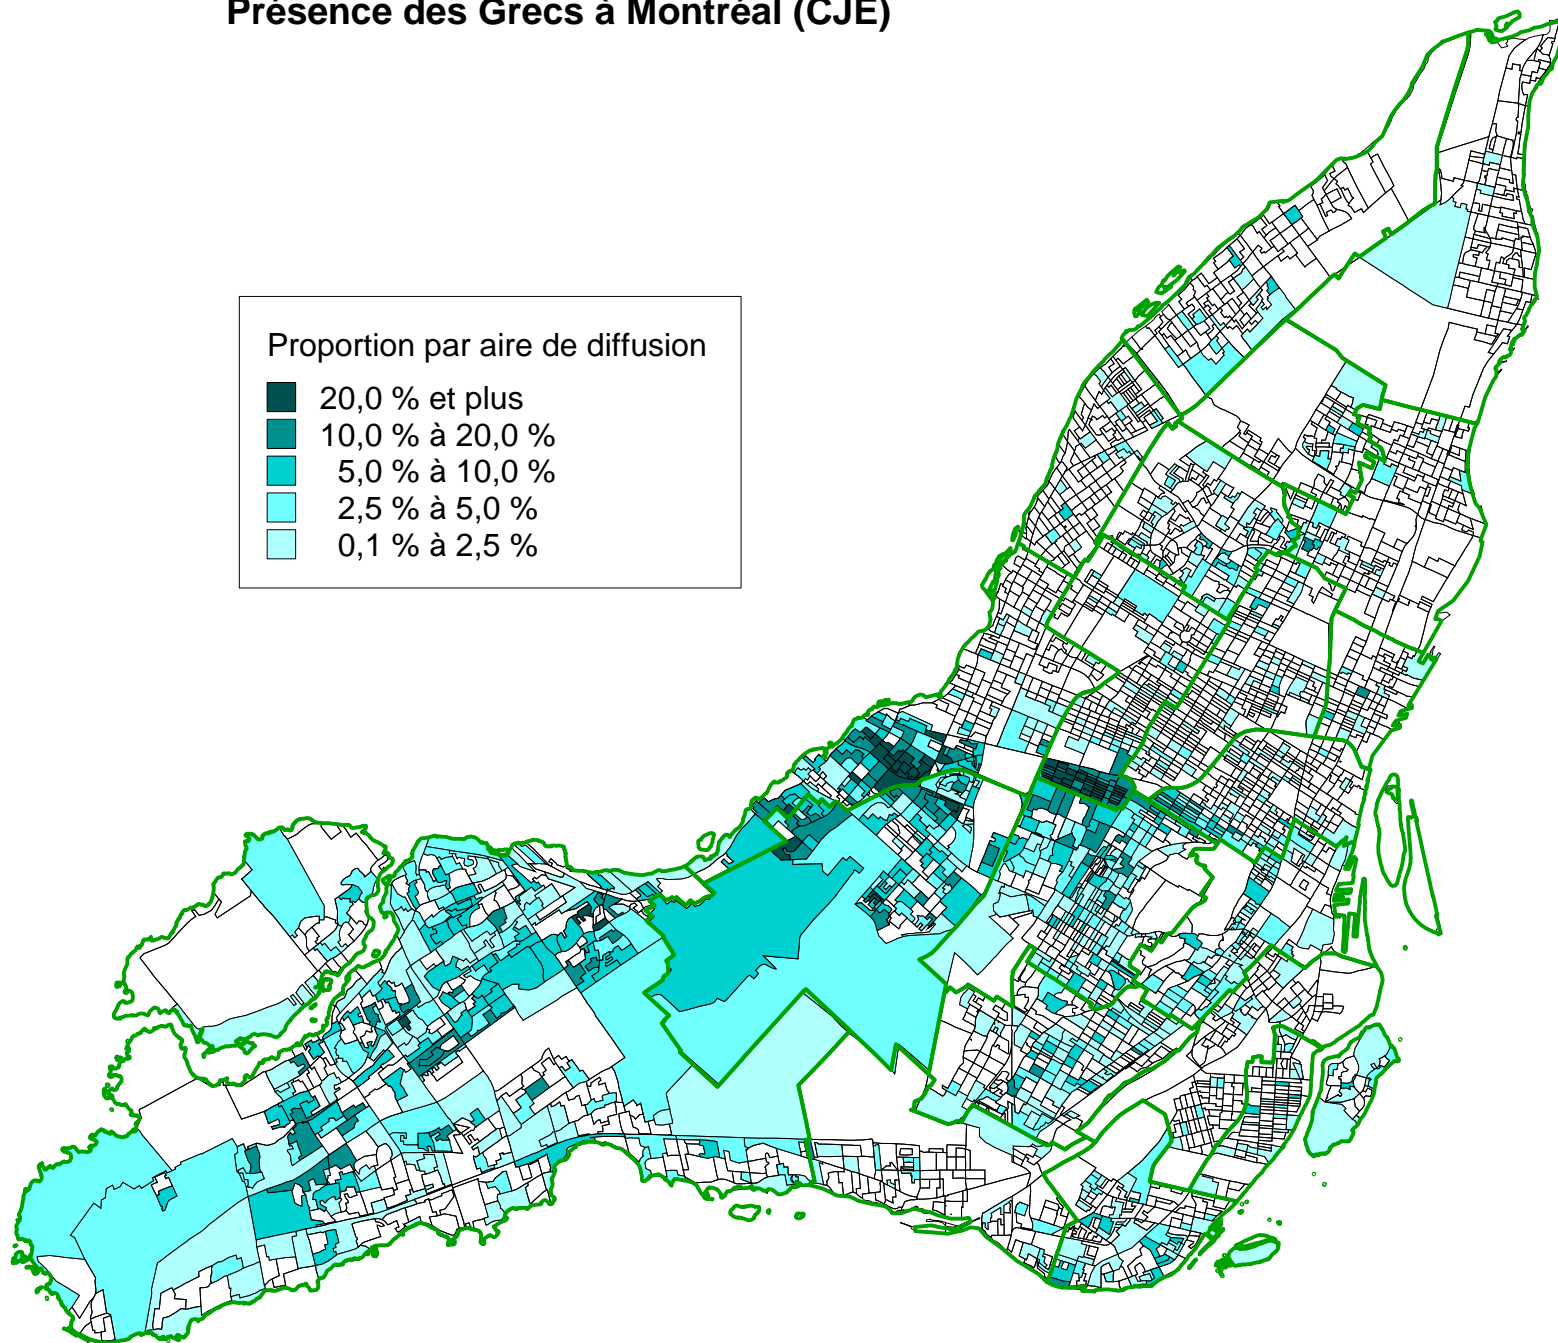 Présence des Grecs à Montréal (CJE)
Proportion par aire de diffusion
20,0 % et plus
10,0 % à 20,0 %
5,0 % à 10,0 %
2,5 % à 5,0 %
0,1 % à 2,5 %